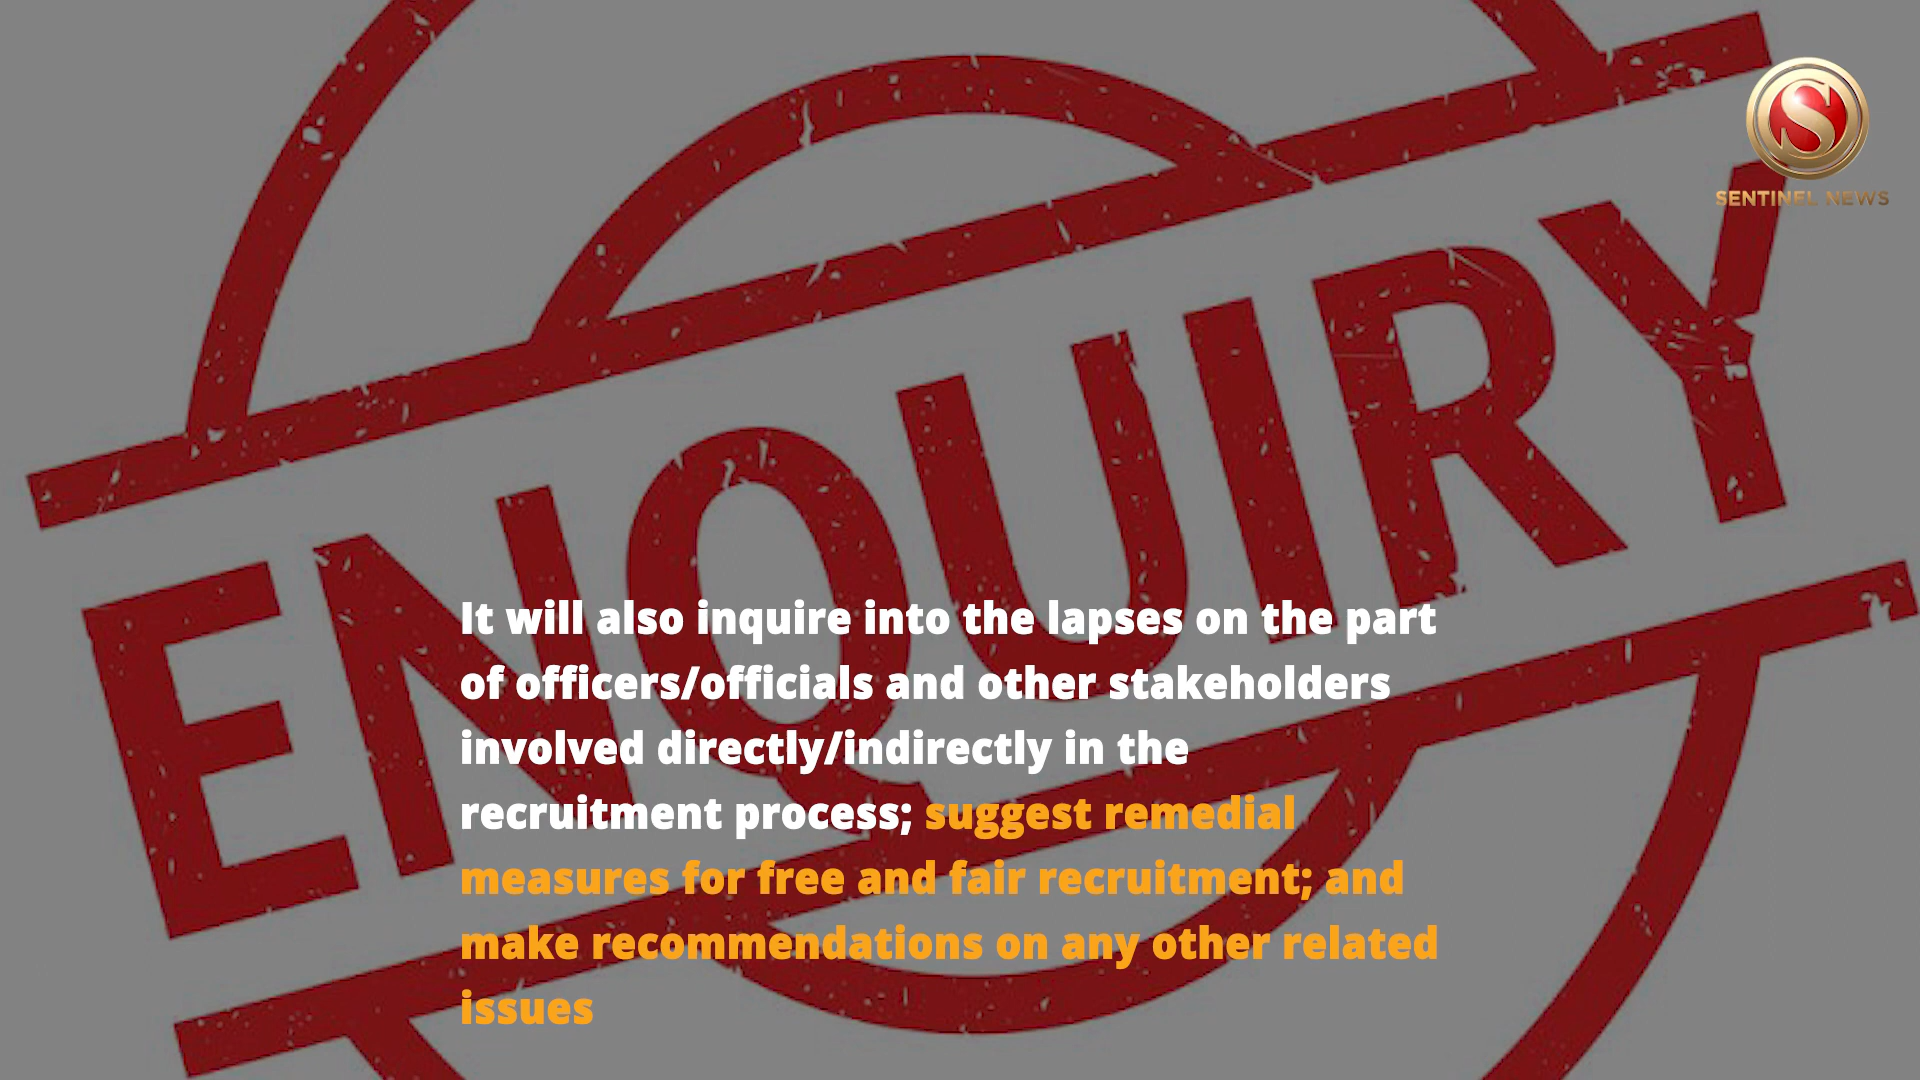 SENTINEL NEWS
ENQUIRY
It will also inquire into the lapses on the part
of officers/officials and other stakeholders
involved directly/indirectly in the
recruitment process; suggest remedial
measures for free and fair recruitment; and
make recommendations on any other related
issues